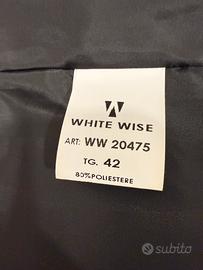 WHITE WISE
ART: WW 20475
TG. 42
80%POLIESTERE
subito